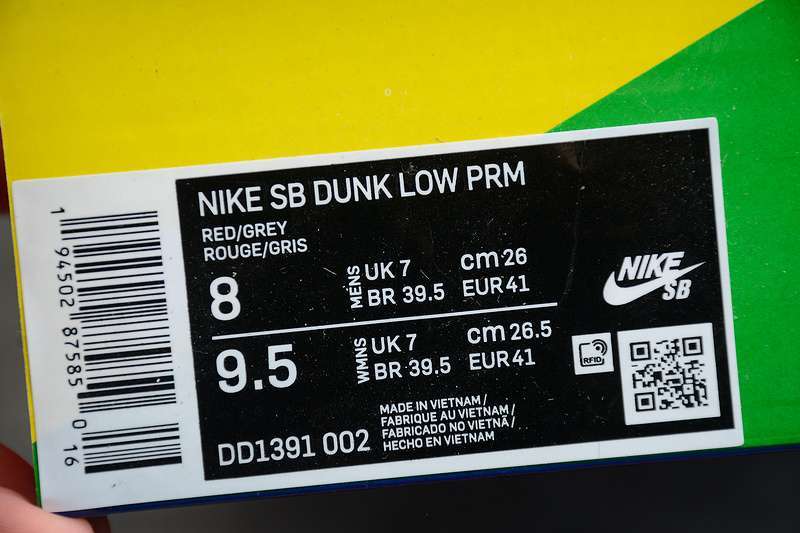 NIKE SB DUNK LOW PRM
RED/GREY
ROUGE/GRIS
8
MENS
UK 7
cm 26
BR 39.5
EUR 41
9.5
WMNS
UK 7
cm 26.5
BR 39.5
EUR 41
DD1391 002
MADE IN VIETNAM /
FABRIQUE AU VIETNAM /
FABRICADO NO VIETNÃ /
HECHO EN VIETNAM
1 94502 87585 0 16
NIKE
SB
RFID